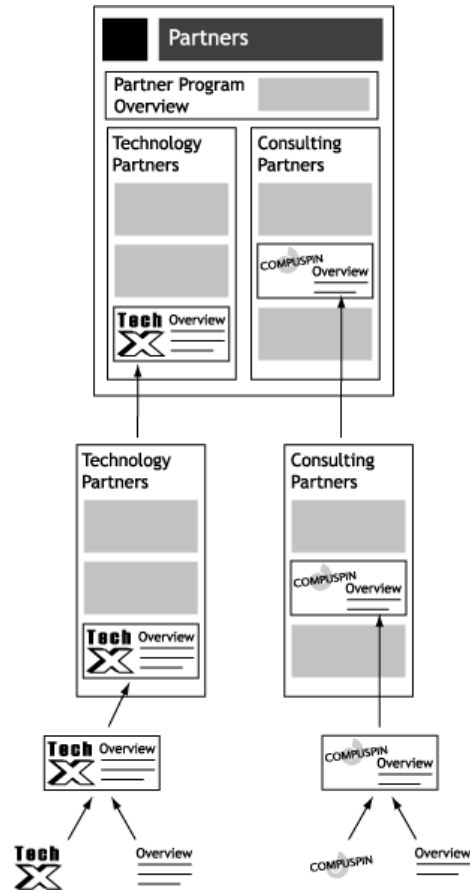 Partners
Partner Program
Overview
Technology
Partners
Consulting
Partners
COMPUSPIN
Overview
Tech
X
Overview
Technology
Partners
Consulting
Partners
COMPUSPIN
Overview
Tech
X
Overview
Tech
X
Overview
COMPUSPIN
Overview
Tech
X
Overview
COMPUSPIN
Overview